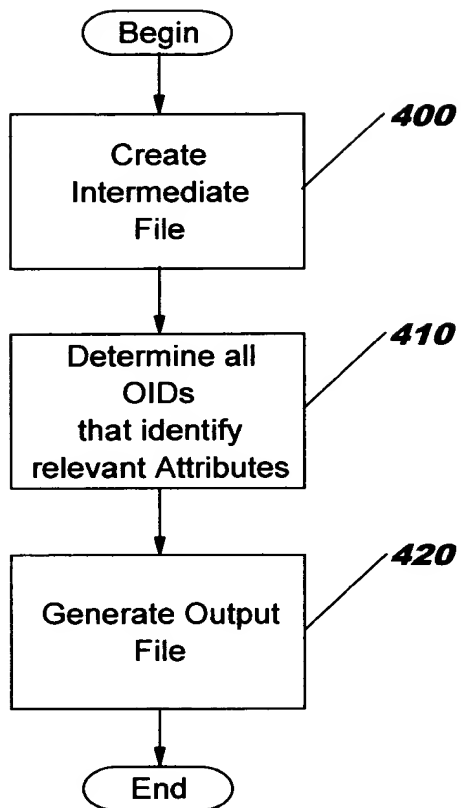 Begin
400
Create
Intermediate
File
410
Determine all
OIDs
that identify
relevant Attributes
420
Generate Output
File
End